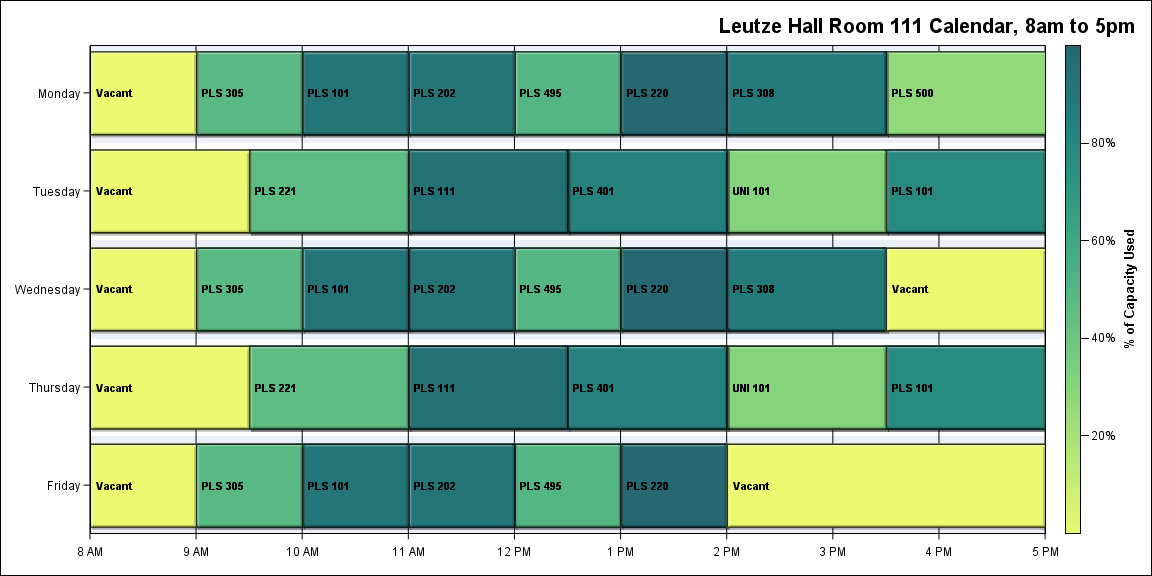 Leutze Hall Room 111 Calendar, 8am to 5pm
Monday
Vacant
PLS 305
PLS 101
PLS 202
PLS 495
PLS 220
PLS 308
PLS 500
Tuesday
Vacant
PLS 221
PLS 111
PLS 401
UNI 101
PLS 101
Wednesday
Vacant
PLS 305
PLS 101
PLS 202
PLS 495
PLS 220
PLS 308
Vacant
Thursday
Vacant
PLS 221
PLS 111
PLS 401
UNI 101
PLS 101
Friday
Vacant
PLS 305
PLS 101
PLS 202
PLS 495
PLS 220
Vacant
8 AM
9 AM
10 AM
11 AM
12 PM
1 PM
2 PM
3 PM
4 PM
5 PM
80%
60%
40%
20%
% of Capacity Used